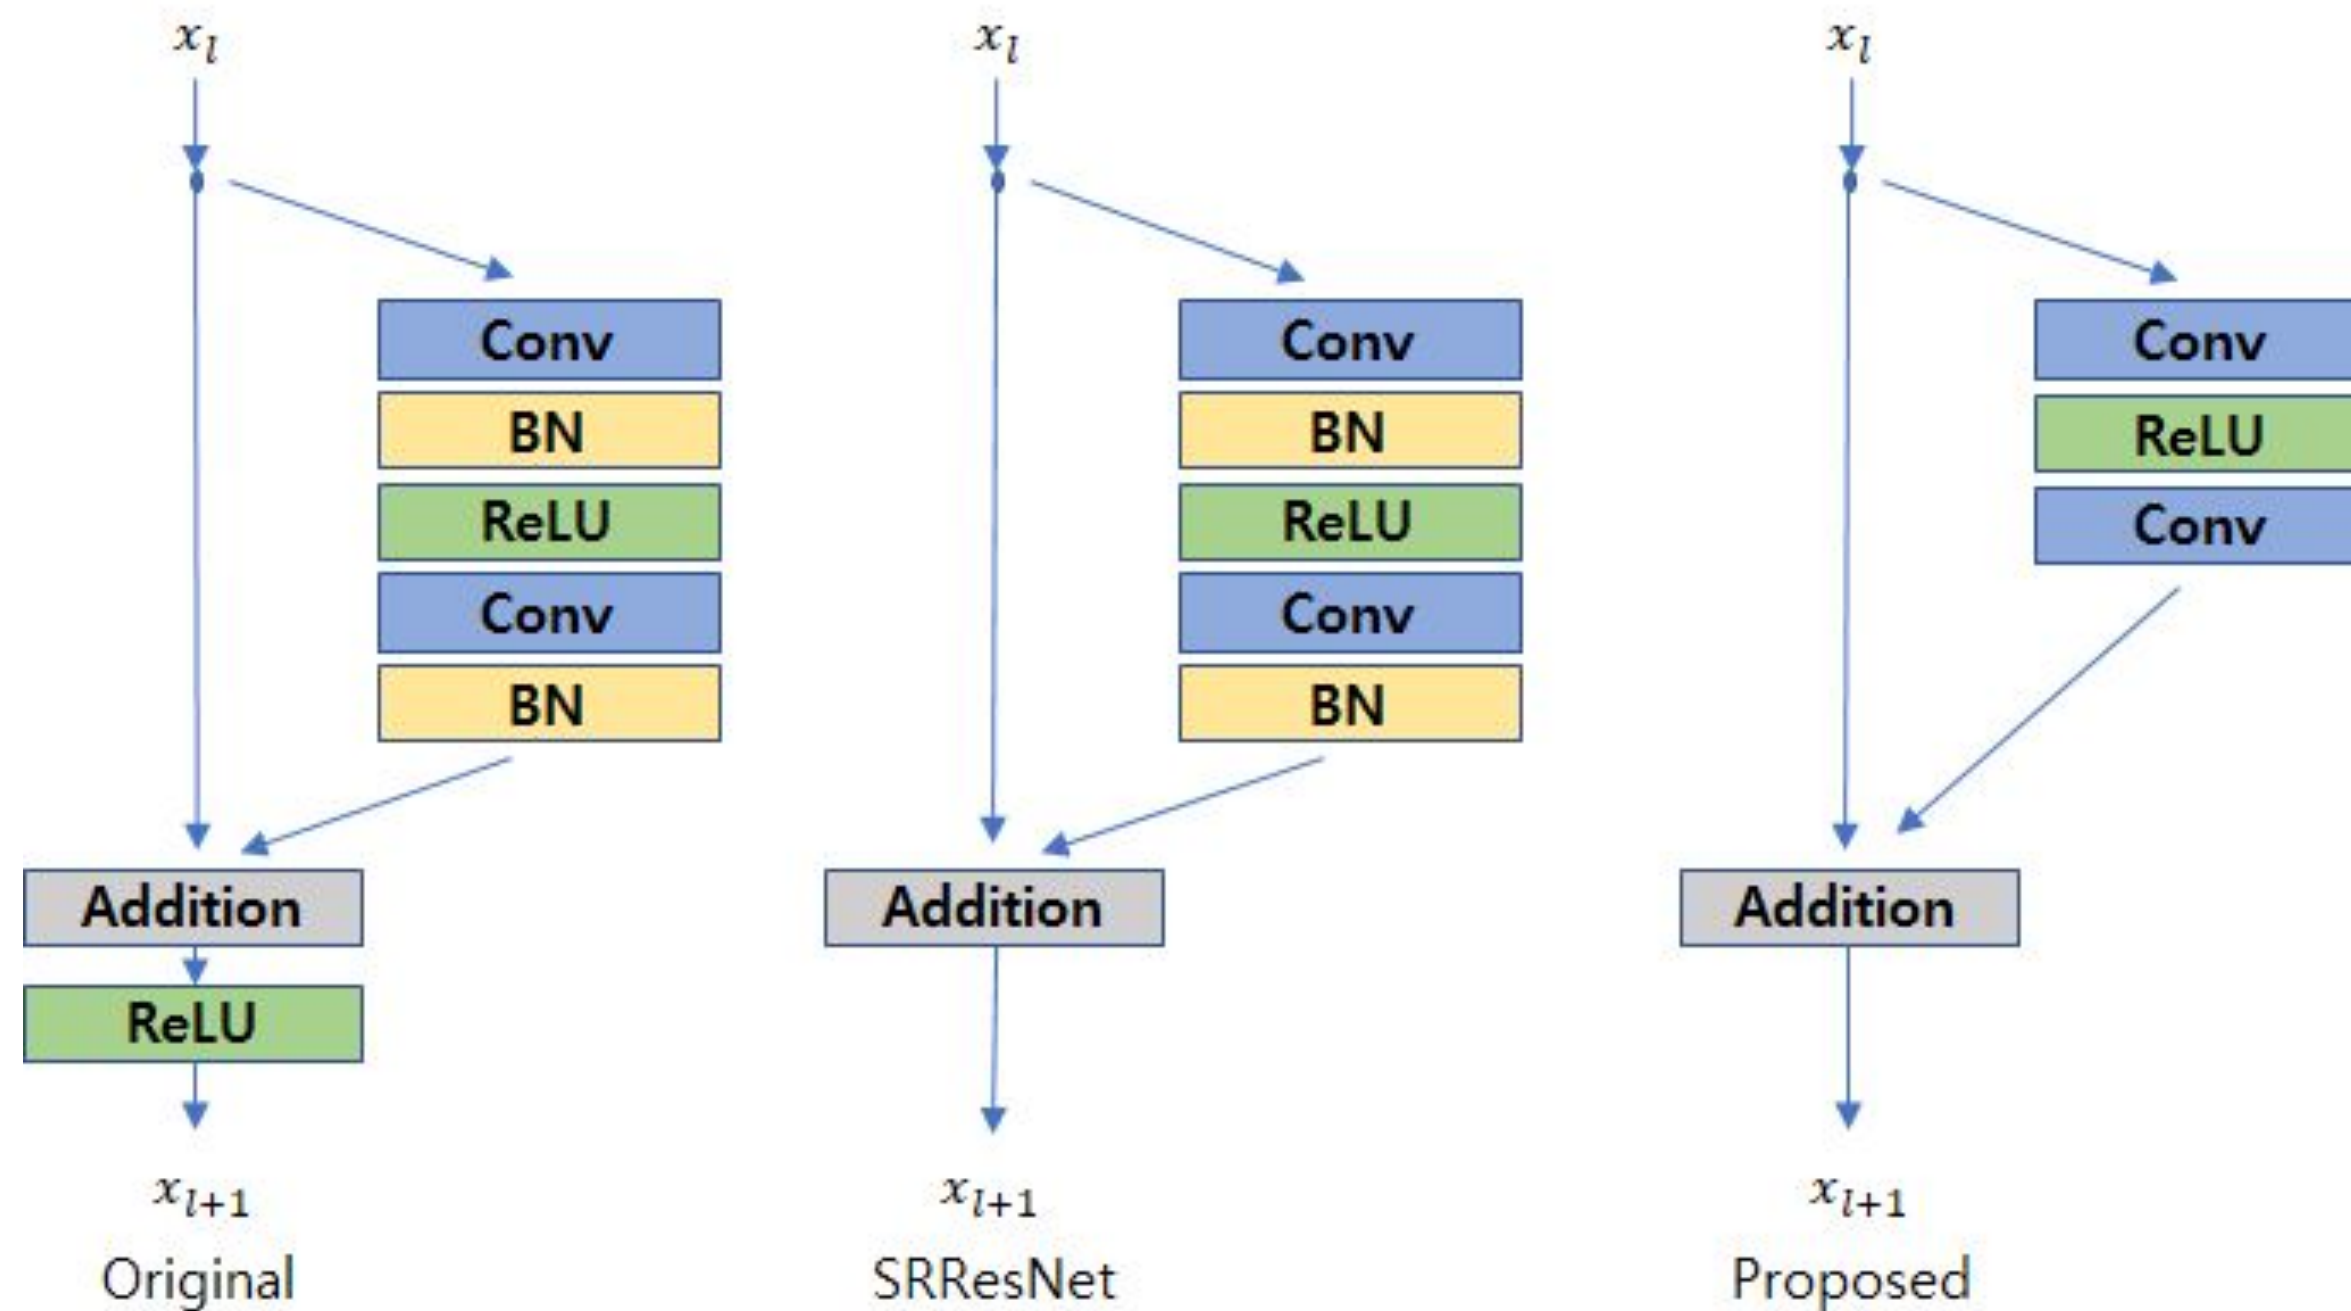 x_l
Conv
BN
ReLU
Conv
BN
Addition
ReLU
x_{l+1}
Original
x_l
Conv
BN
ReLU
Conv
BN
Addition
x_{l+1}
SRResNet
x_l
Conv
ReLU
Conv
Addition
x_{l+1}
Proposed